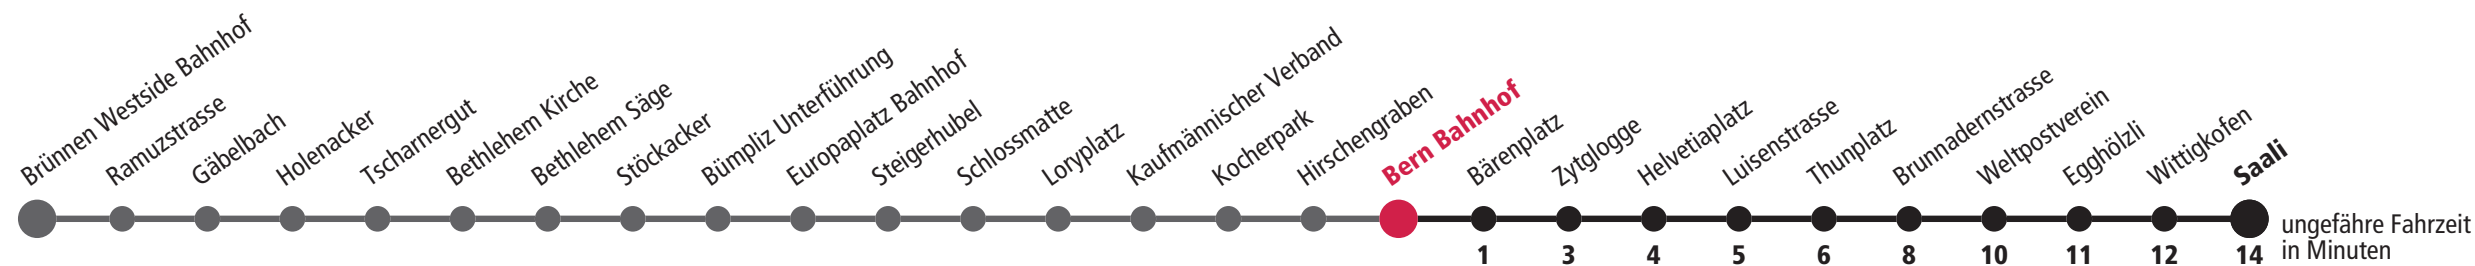 Brünnen Westside Bahnhof
Ramuzstrasse
Gäbelbach
Holenacker
Tscharnergut
Bethlehem Kirche
Bethlehem Säge
Stöckacker
Bümpliz Unterführung
Europaplatz Bahnhof
Steigerhubel
Schlossmatte
Loryplatz
Kaufmännischer Verband
Kocherpark
Hirschengraben
Bern Bahnhof
Bärenplatz
Zytglogge
Helvetiaplatz
Luisenstrasse
Thunplatz
Brunnadernstrasse
Weltpostverein
Egghölzli
Wittigkofen
Saali
1 3 4 5 6 8 10 11 12 14
ungefähre Fahrzeit
in Minuten